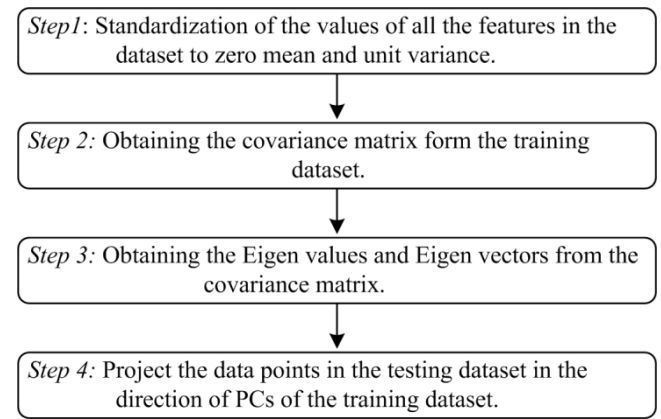 Step1: Standardization of the values of all the features in the
dataset to zero mean and unit variance.
Step 2: Obtaining the covariance matrix form the training
dataset.
Step 3: Obtaining the Eigen values and Eigen vectors from the
covariance matrix.
Step 4: Project the data points in the testing dataset in the
direction of PCs of the training dataset.